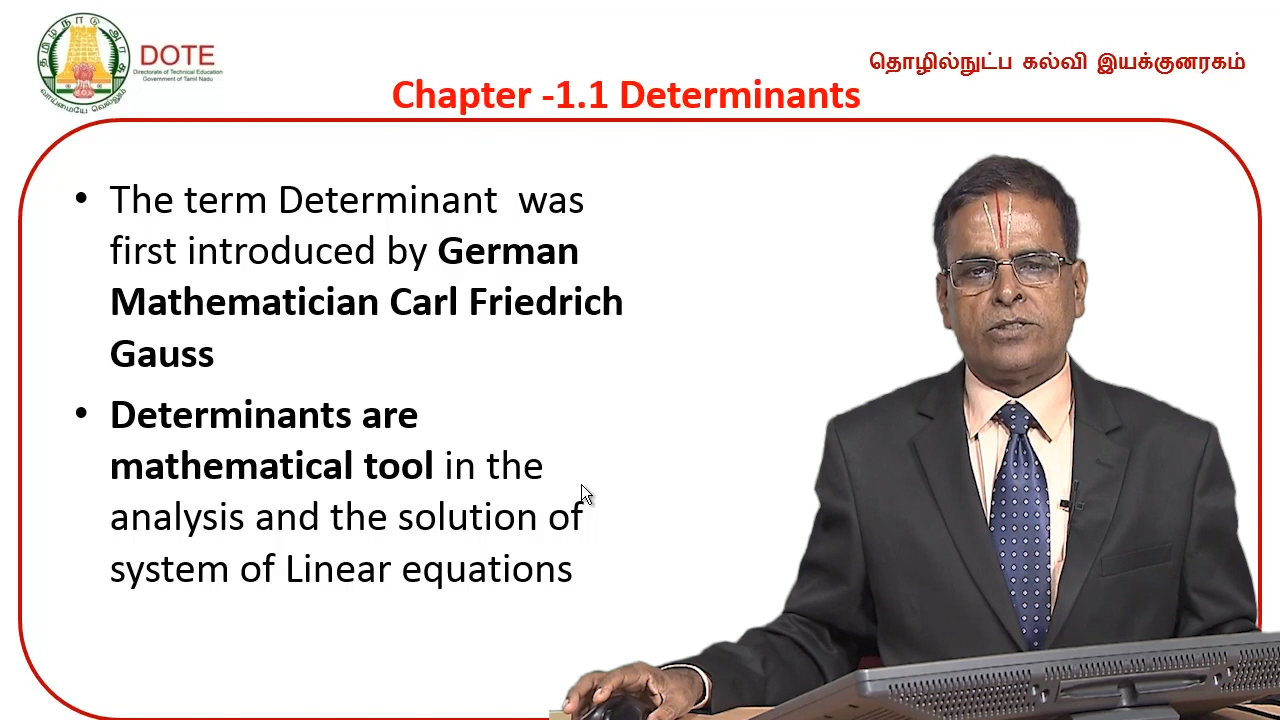 தமிழ்நாடு அரசு
வாய்மையே வெல்லும்
DOTE
Directorate of Technical Education
Government of Tamil Nadu
தொழில்நுட்ப கல்வி இயக்குனரகம்
Chapter -1.1 Determinants
• The term Determinant was
first introduced by German
Mathematician Carl Friedrich
Gauss
• Determinants are
mathematical tool in the
analysis and the solution of
system of Linear equations